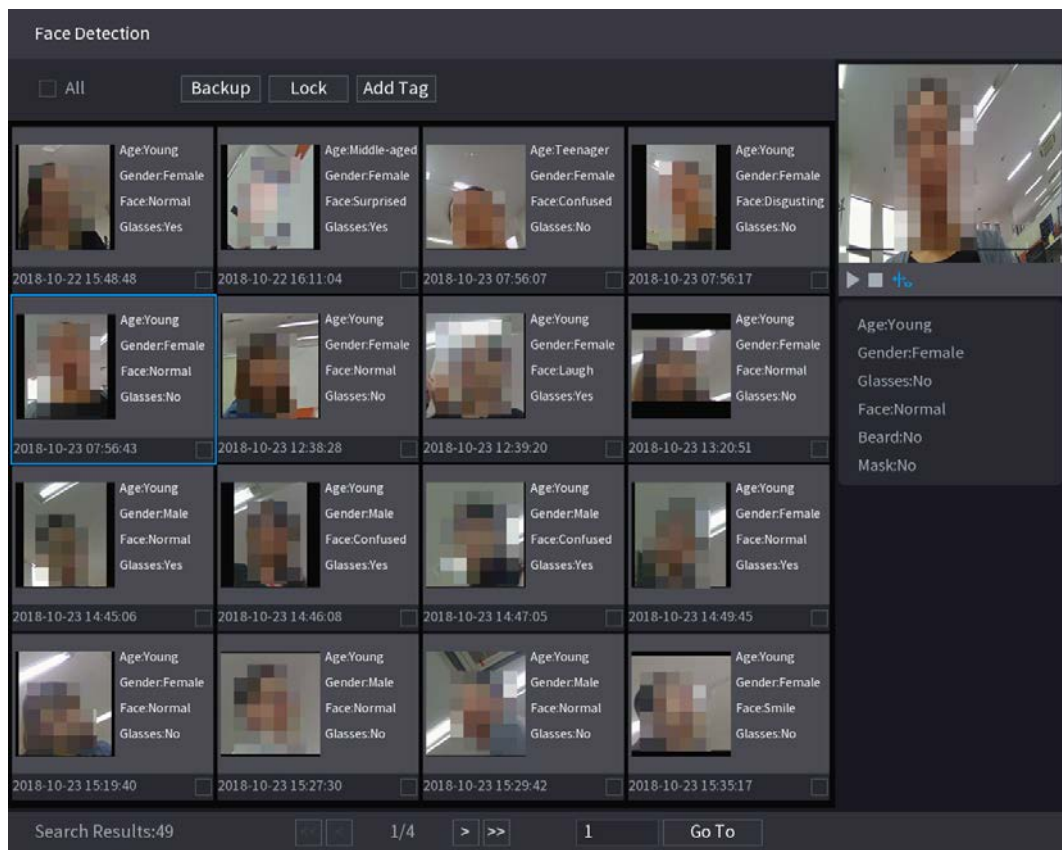 Face Detection
All
Backup
Lock
Add Tag
Age:Young
Gender:Female
Face:Normal
Glasses:Yes
2018-10-22 15:48:48
Age:Middle-aged
Gender:Female
Face:Surprised
Glasses:Yes
2018-10-22 16:11:04
Age:Teenager
Gender:Female
Face:Confused
Glasses:No
2018-10-23 07:56:07
Age:Young
Gender:Female
Face:Disgusting
Glasses:No
2018-10-23 07:56:17
Age:Young
Gender:Female
Face:Normal
Glasses:No
2018-10-23 07:56:43
Age:Young
Gender:Female
Face:Normal
Glasses:No
2018-10-23 12:38:28
Age:Young
Gender:Female
Face:Laugh
Glasses:Yes
2018-10-23 12:39:20
Age:Young
Gender:Female
Face:Normal
Glasses:No
2018-10-23 13:20:51
Age:Young
Gender:Male
Face:Normal
Glasses:Yes
2018-10-23 14:45:06
Age:Young
Gender:Male
Face:Confused
Glasses:Yes
2018-10-23 14:46:08
Age:Young
Gender:Male
Face:Confused
Glasses:Yes
2018-10-23 14:47:05
Age:Young
Gender:Female
Face:Normal
Glasses:Yes
2018-10-23 14:49:45
Age:Young
Gender:Female
Face:Normal
Glasses:No
2018-10-23 15:19:40
Age:Young
Gender:Male
Face:Normal
Glasses:No
2018-10-23 15:27:30
Age:Young
Gender:Male
Face:Normal
Glasses:No
2018-10-23 15:29:42
Age:Young
Gender:Female
Face:Smile
Glasses:No
2018-10-23 15:35:17
Age:Young
Gender:Female
Glasses:No
Face:Normal
Beard:No
Mask:No
Search Results:49
<< < 1/4 > >> 1 Go To